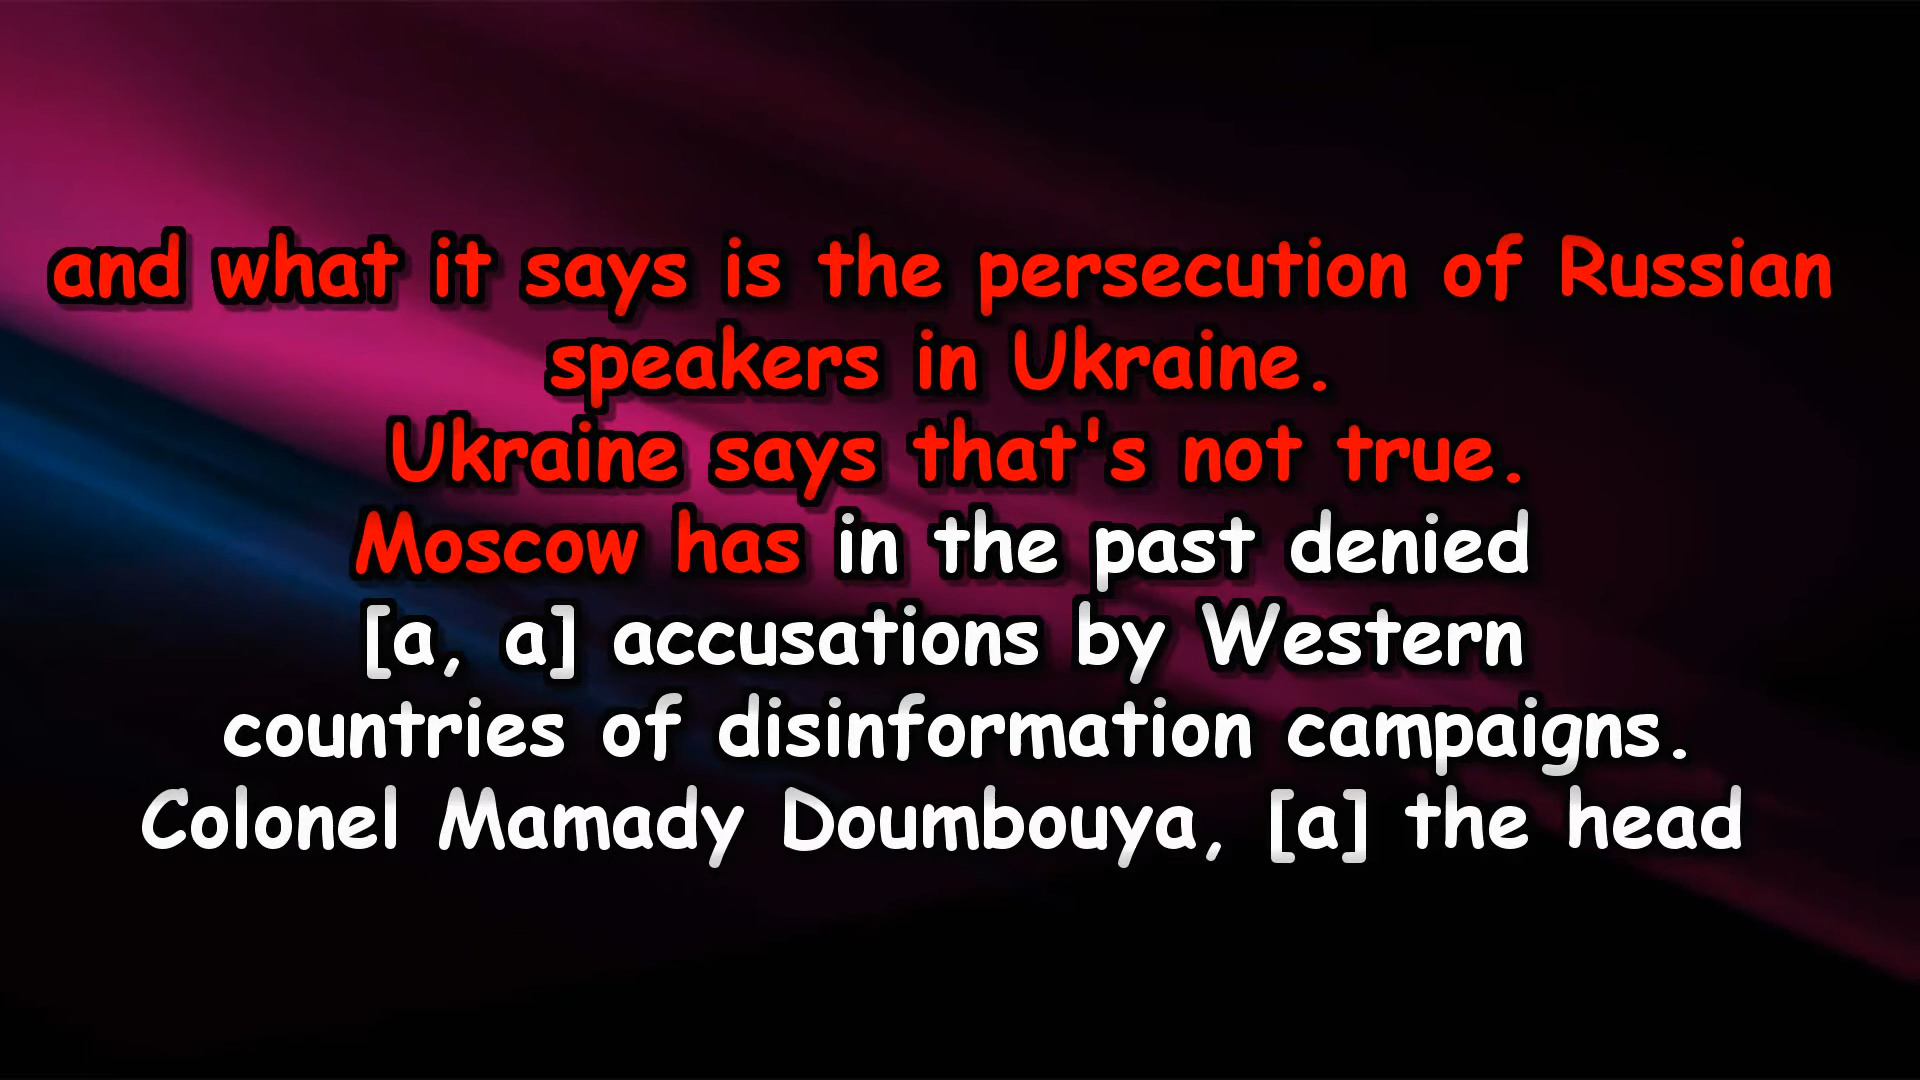 and what it says is the persecution of Russian
speakers in Ukraine.
Ukraine says that's not true.
Moscow has in the past denied
[a, a] accusations by Western
countries of disinformation campaigns.
Colonel Mamady Doumbouya, [a] the head